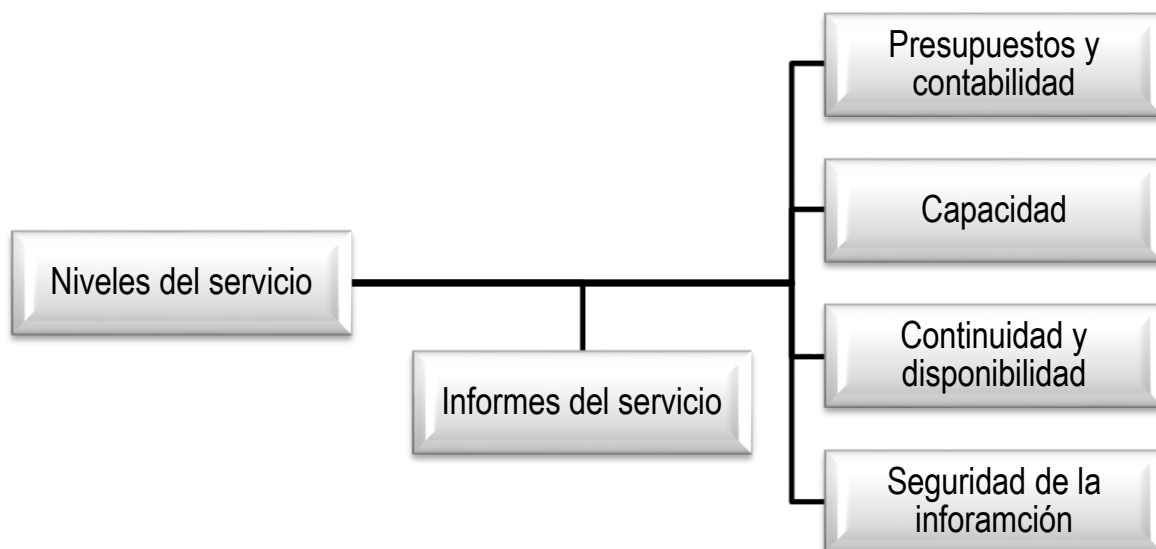 Presupuestos y
contabilidad
Capacidad
Niveles del servicio
Continuidad y
disponibilidad
Informes del servicio
Seguridad de la
inforamción